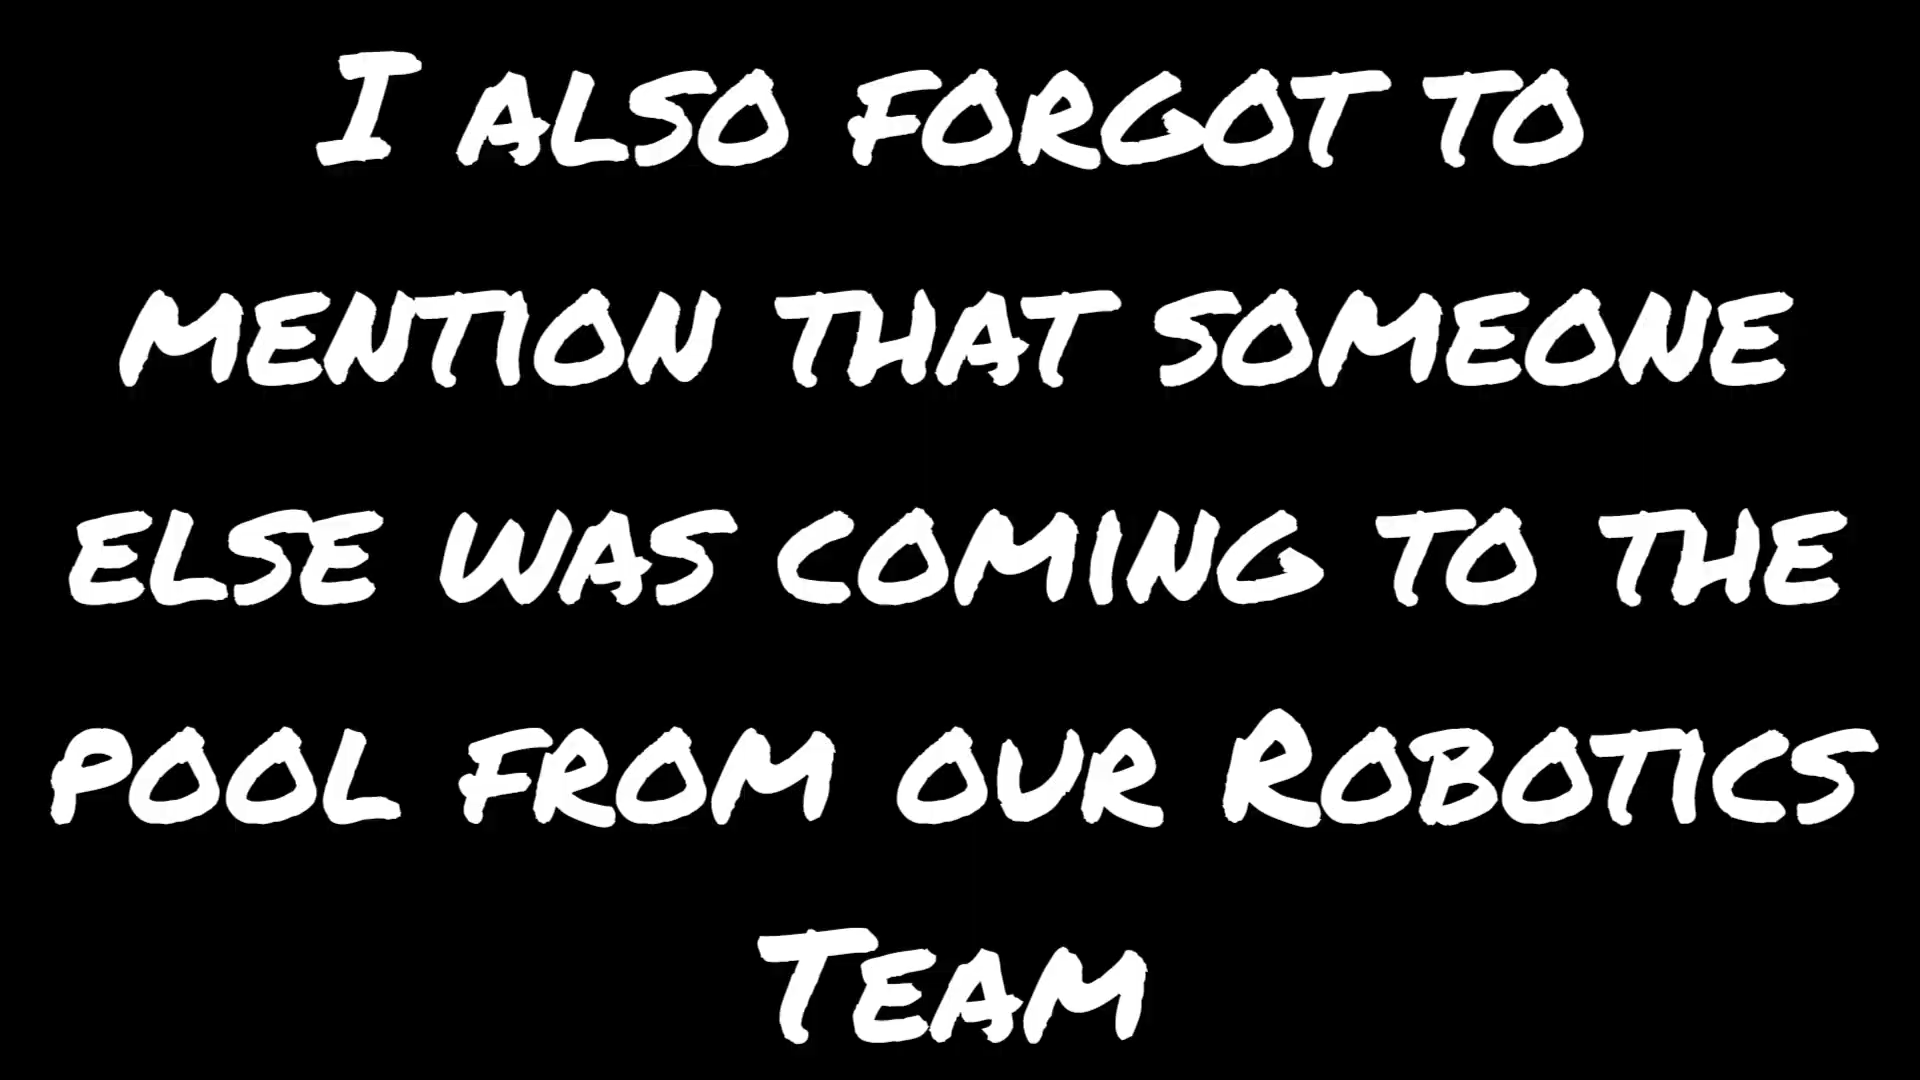 I also forgot to
mention that someone
else was coming to the
pool from our Robotics
Team